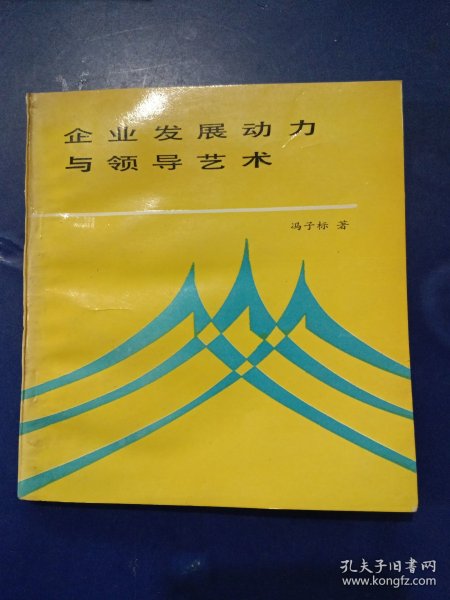 企业发展动力
与领导艺术
冯子标 著
孔夫子旧书网
www.kongfz.com